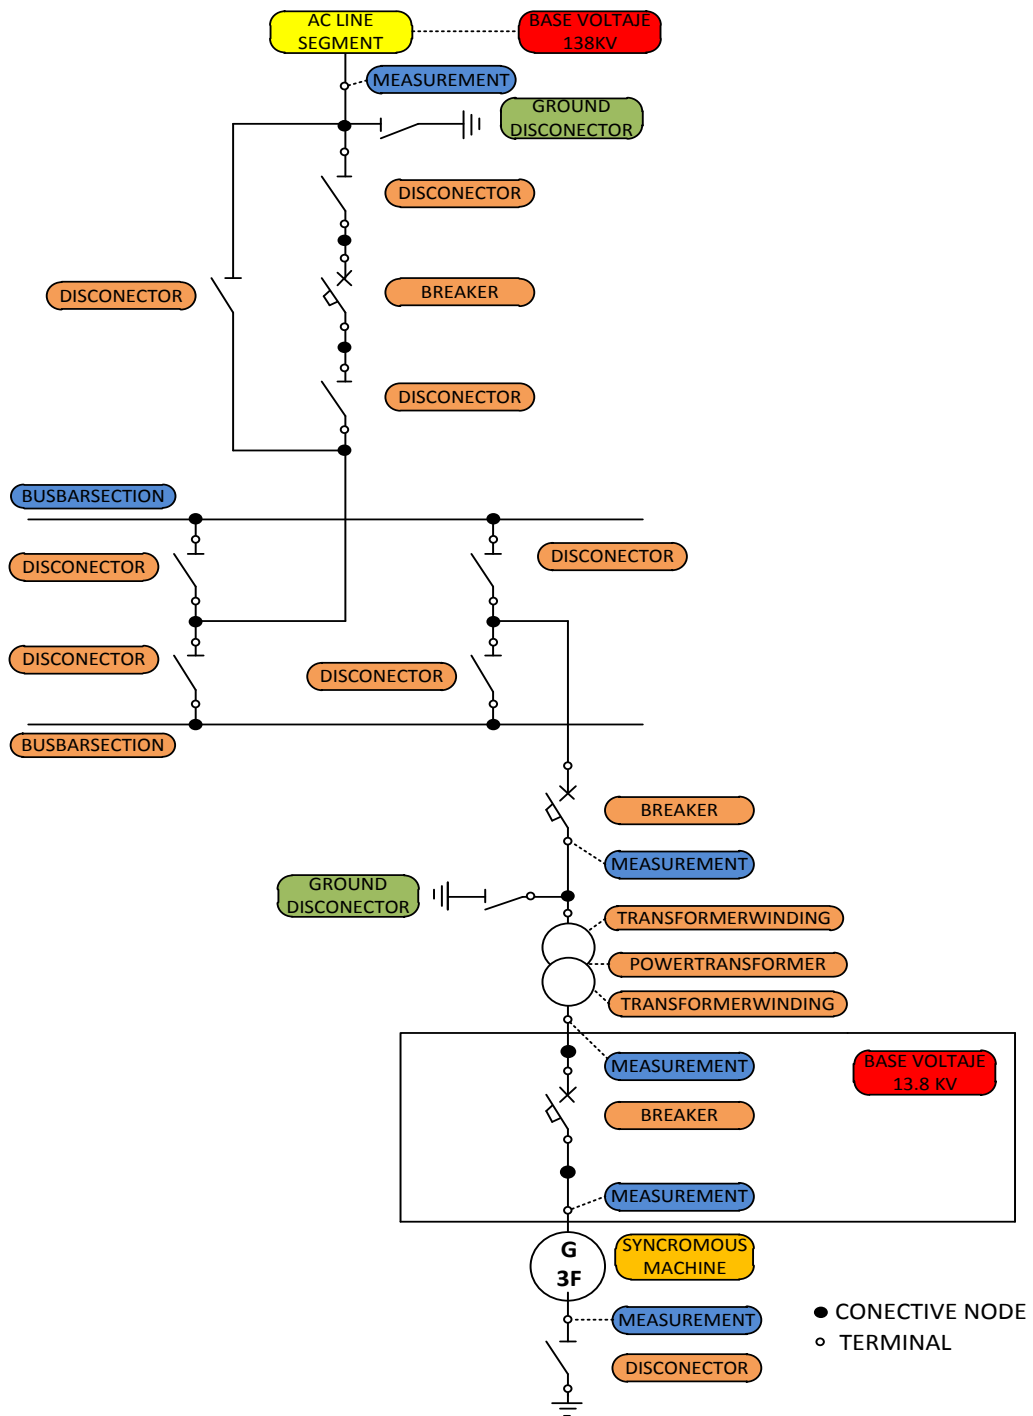 AC LINE
SEGMENT
BASE VOLTAJE
138KV
MEASUREMENT
GROUND
DISCONECTOR
DISCONECTOR
DISCONECTOR
BREAKER
DISCONECTOR
BUSBARSECTION
DISCONECTOR
DISCONECTOR
DISCONECTOR
DISCONECTOR
BUSBARSECTION
BREAKER
MEASUREMENT
GROUND
DISCONECTOR
TRANSFORMERWINDING
POWERTRANSFORMER
TRANSFORMERWINDING
MEASUREMENT
BASE VOLTAJE
13.8 KV
BREAKER
MEASUREMENT
G
3F
SYNCROMOUS
MACHINE
MEASUREMENT
CONECTIVE NODE
TERMINAL
DISCONECTOR